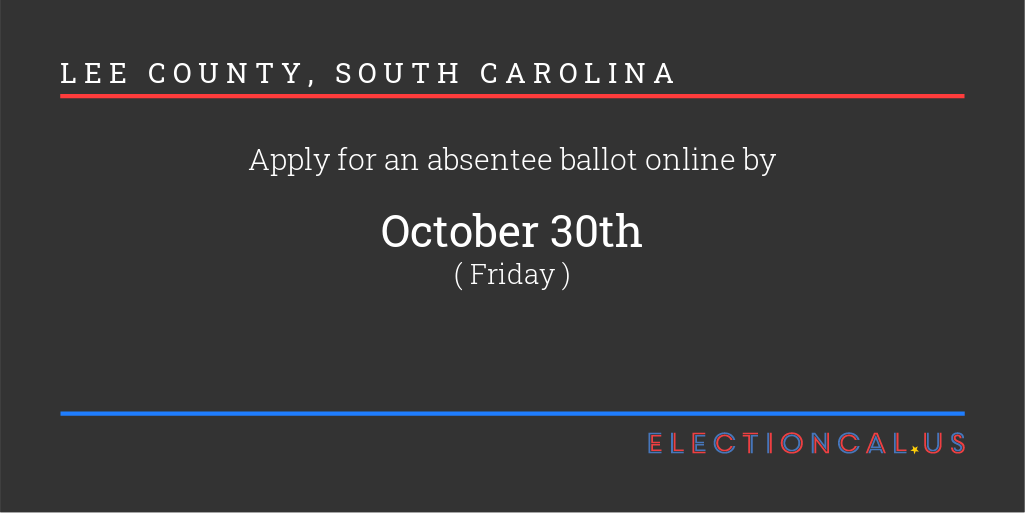 LEE COUNTY, SOUTH CAROLINA
Apply for an absentee ballot online by
October 30th
( Friday )
ELECTIONCAL.US